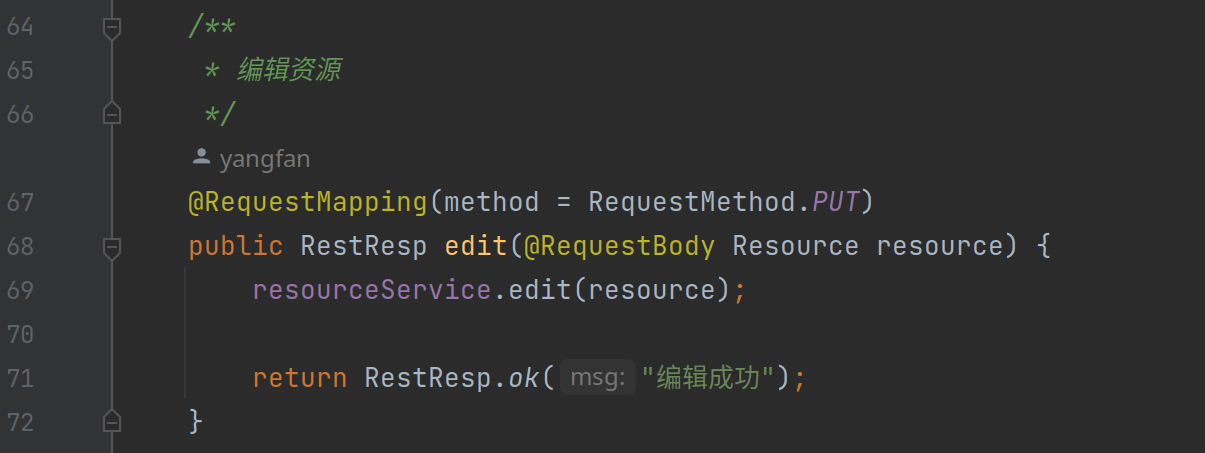 64 /**
65 * 编辑资源
66 */
yangfan
67 @RequestMapping(method = RequestMethod.PUT)
68 public RestResp edit(@RequestBody Resource resource) {
69 resourceService.edit(resource);
70
71 return RestResp.ok( msg: "编辑成功");
72 }